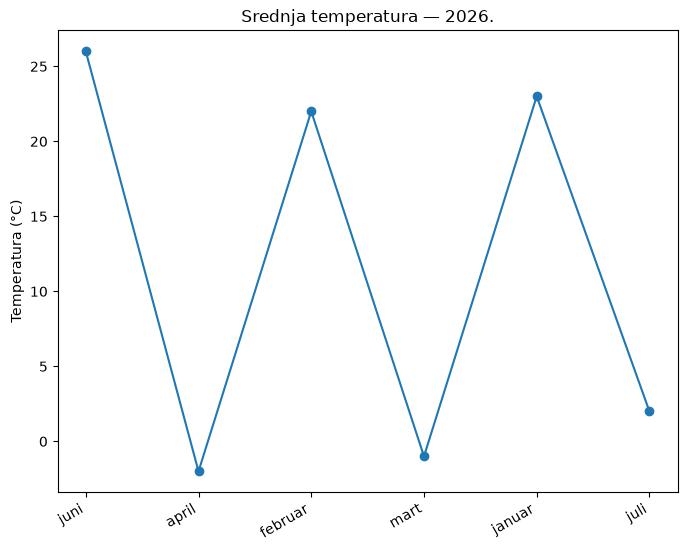 Srednja temperatura — 2026.
Temperatura (°C)
25
20
15
10
5
0
juni
april
februar
mart
januar
juli